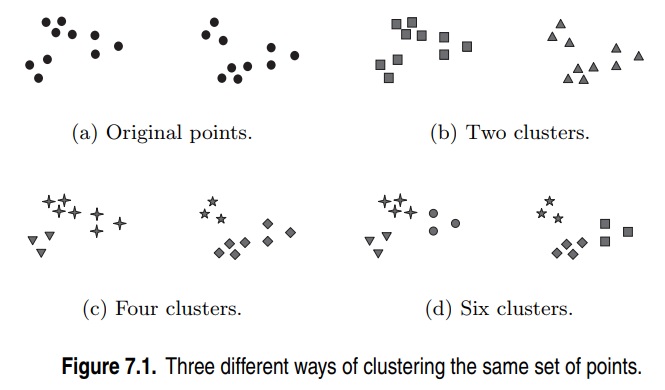 (a) Original points.
(b) Two clusters.
(c) Four clusters.
(d) Six clusters.
Figure 7.1. Three different ways of clustering the same set of points.